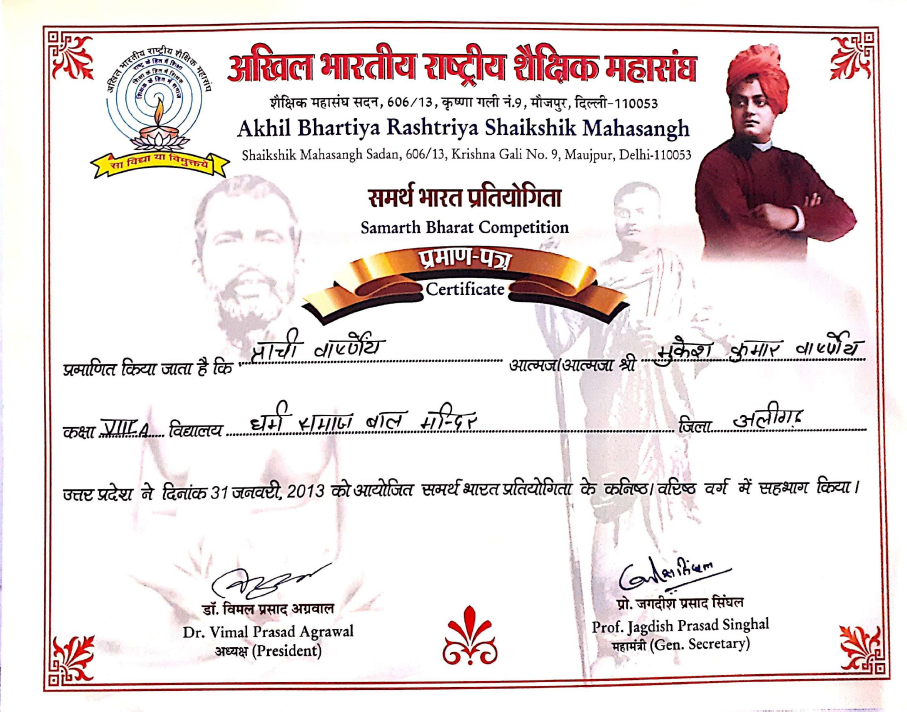 अखिल भारतीय राष्ट्रीय शैक्षिक महासंघ
राष्ट्र के हित में शिक्षा
शिक्षा के हित में शिक्षक
शिक्षक के हित में समाज
सा विद्या या विमुक्तये
अखिल भारतीय राष्ट्रीय शैक्षिक महासंघ
शैक्षिक महासंघ सदन, 606/13, कृष्णा गली नं.9, मौजपुर, दिल्ली-110053
Akhil Bhartiya Rashtriya Shaikshik Mahasangh
Shaikshik Mahasangh Sadan, 606/13, Krishna Gali No. 9, Maujpur, Delhi-110053
समर्थ भारत प्रतियोगिता
Samarth Bharat Competition
प्रमाण-पत्र
Certificate
प्रमाणित किया जाता है कि प्राची वार्ष्णेय आत्मज/आत्मजा श्री मुकेश कुमार वार्ष्णेय
कक्षा VIII A विद्यालय धर्म समाज बाल मन्दिर जिला अलीगढ़
उत्तर प्रदेश ने दिनांक 31 जनवरी, 2013 को आयोजित समर्थ भारत प्रतियोगिता के कनिष्ठ/वरिष्ठ वर्ग में सहभाग किया।
डॉ. विमल प्रसाद अग्रवाल
Dr. Vimal Prasad Agrawal
अध्यक्ष (President)
प्रो. जगदीश प्रसाद सिंघल
Prof. Jagdish Prasad Singhal
महामंत्री (Gen. Secretary)